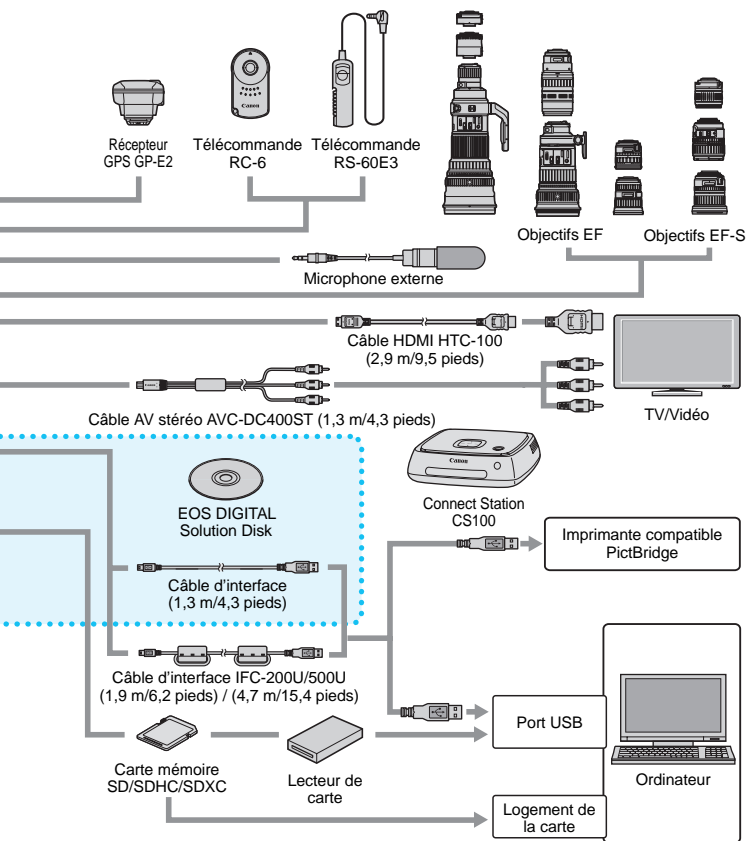 Canon
Récepteur
GPS GP-E2
Télécommande
RC-6
Télécommande
RS-60E3
Objectifs EF
Objectifs EF-S
Microphone externe
Câble HDMI HTC-100
(2,9 m/9,5 pieds)
TV/Vidéo
Câble AV stéréo AVC-DC400ST (1,3 m/4,3 pieds)
EOS DIGITAL
Solution Disk
Canon
Connect Station
CS100
Imprimante compatible
PictBridge
Câble d’interface
(1,3 m/4,3 pieds)
Câble d’interface IFC-200U/500U
(1,9 m/6,2 pieds) / (4,7 m/15,4 pieds)
Port USB
Ordinateur
Carte mémoire
SD/SDHC/SDXC
Lecteur de
carte
Logement de
la carte